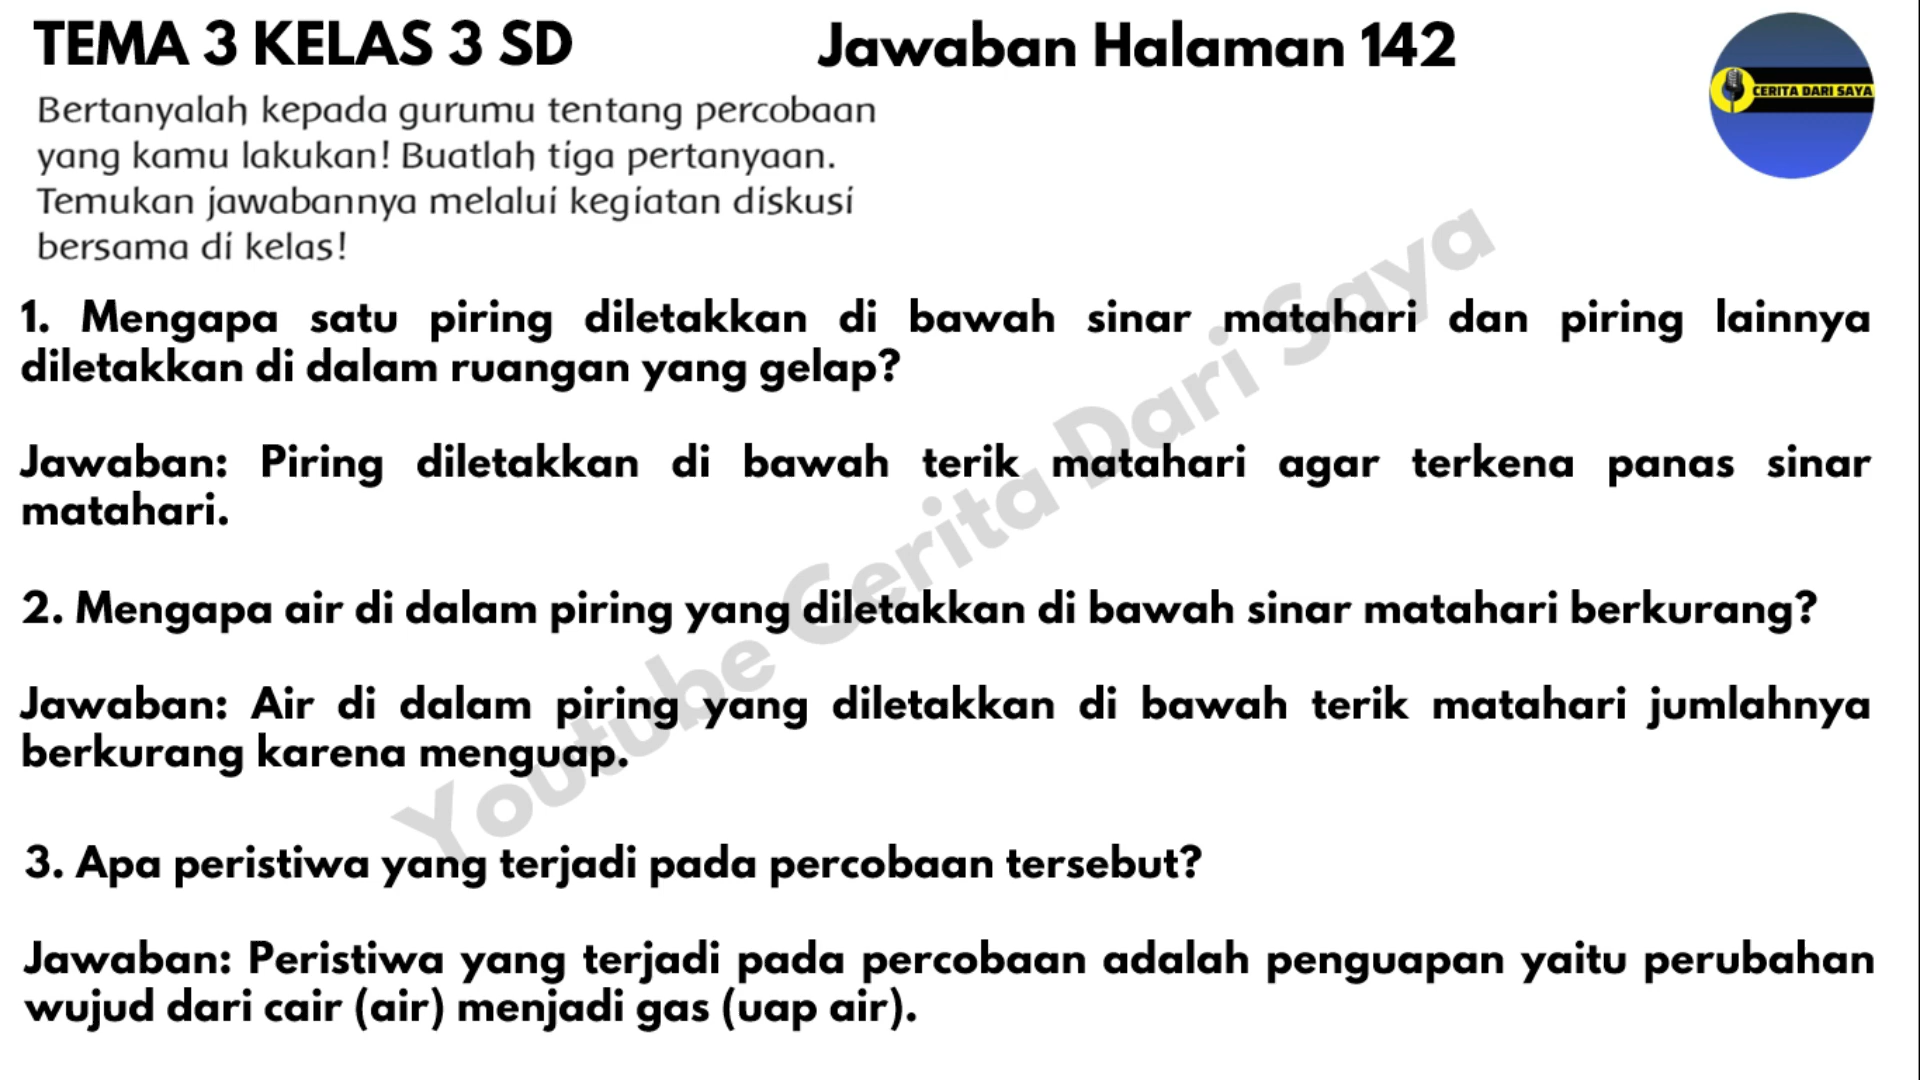 TEMA 3 KELAS 3 SD
Jawaban Halaman 142
CERITA DARI SAYA
Bertanyalah kepada gurumu tentang percobaan
yang kamu lakukan! Buatlah tiga pertanyaan.
Temukan jawabannya melalui kegiatan diskusi
bersama di kelas!
1. Mengapa satu piring diletakkan di bawah sinar matahari dan piring lainnya
diletakkan di dalam ruangan yang gelap?
Jawaban: Piring diletakkan di bawah terik matahari agar terkena panas sinar
matahari.
2. Mengapa air di dalam piring yang diletakkan di bawah sinar matahari berkurang?
Jawaban: Air di dalam piring yang diletakkan di bawah terik matahari jumlahnya
berkurang karena menguap.
3. Apa peristiwa yang terjadi pada percobaan tersebut?
Jawaban: Peristiwa yang terjadi pada percobaan adalah penguapan yaitu perubahan
wujud dari cair (air) menjadi gas (uap air).
Youtube Cerita Dari Saya